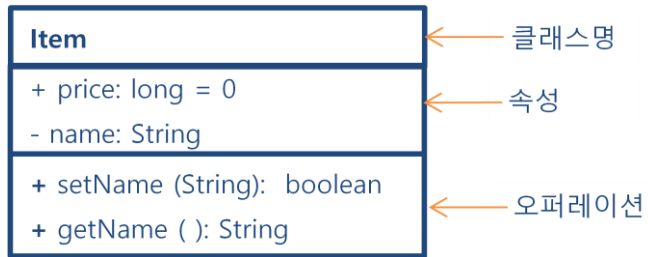 Item
클래스명
+ price: long = 0
속성
- name: String
+ setName (String): boolean
오퍼레이션
+ getName ( ): String